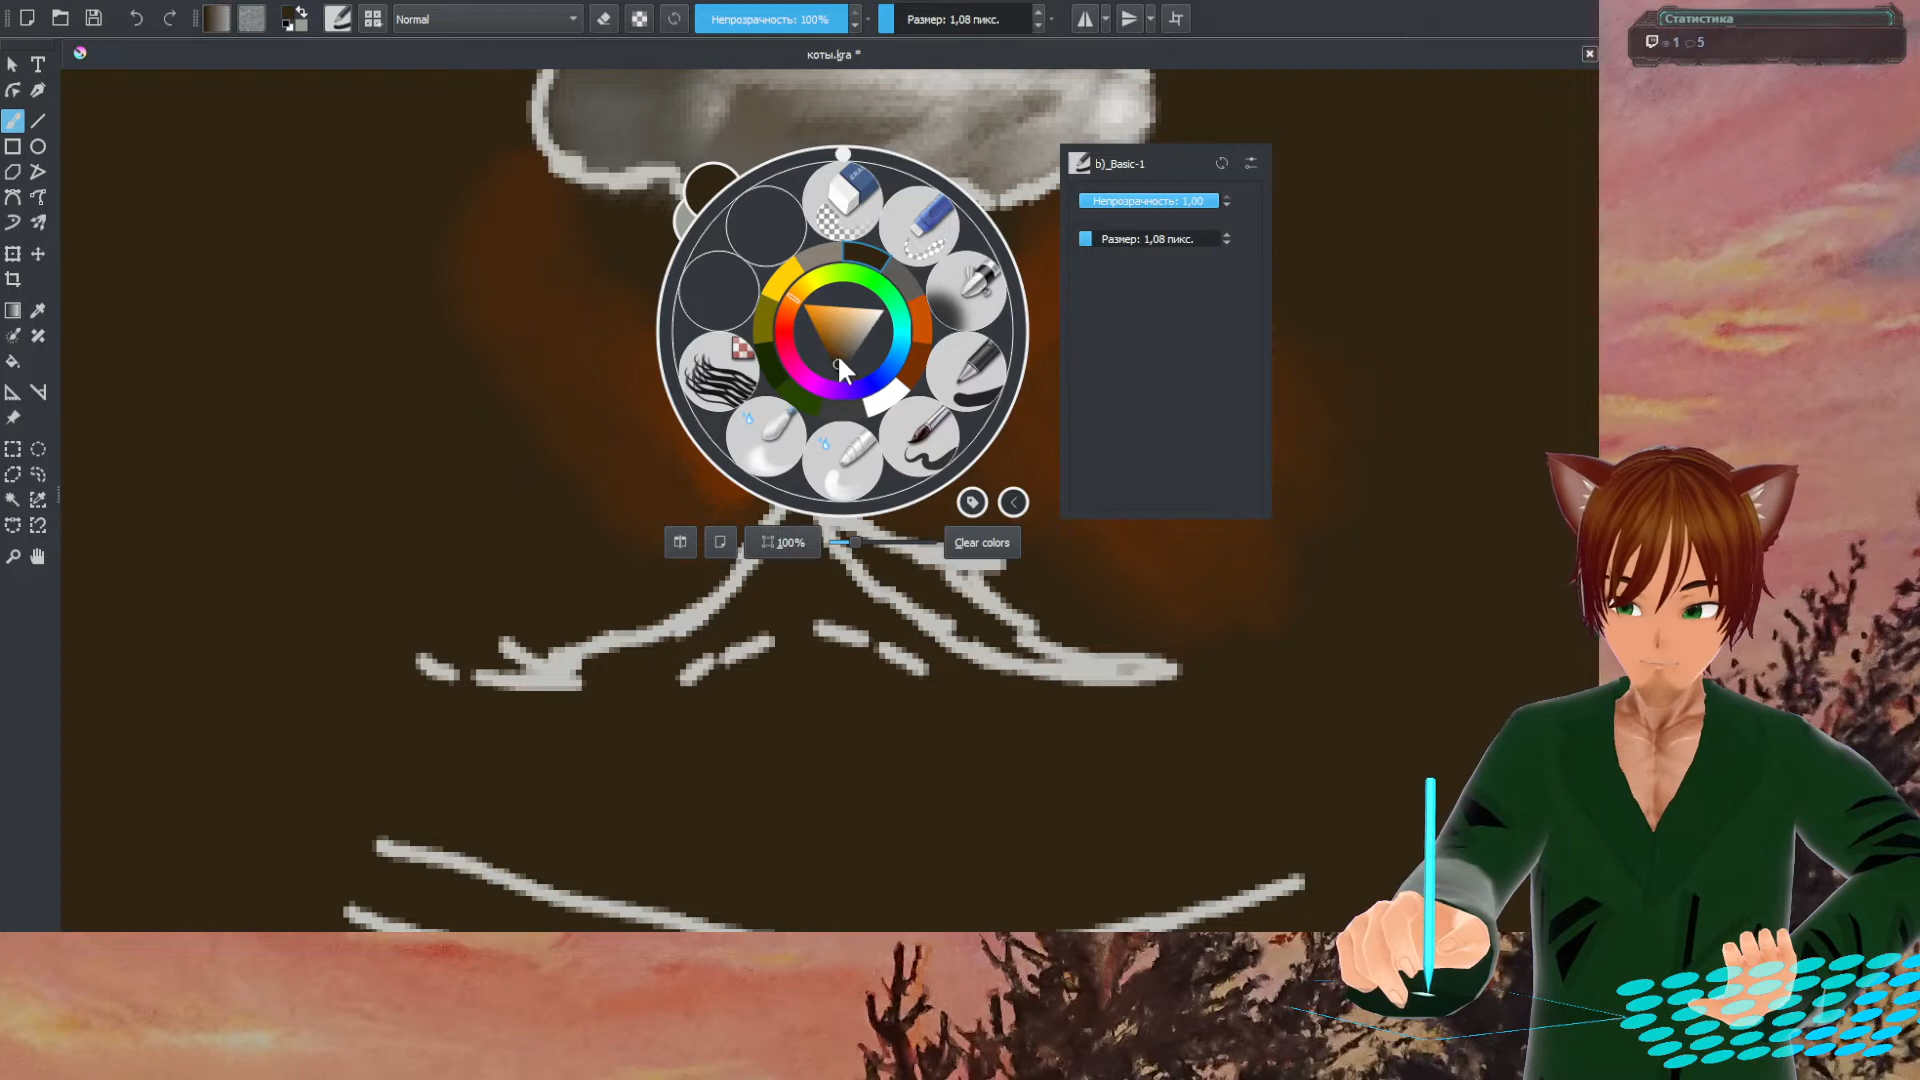 Normal
Непрозрачность: 100%
Размер: 1,08 пикс.
Статистика
1 5
коты.kra *
b)_Basic-1
Непрозрачность: 1,00
Размер: 1,08 пикс.
100%
Clear colors